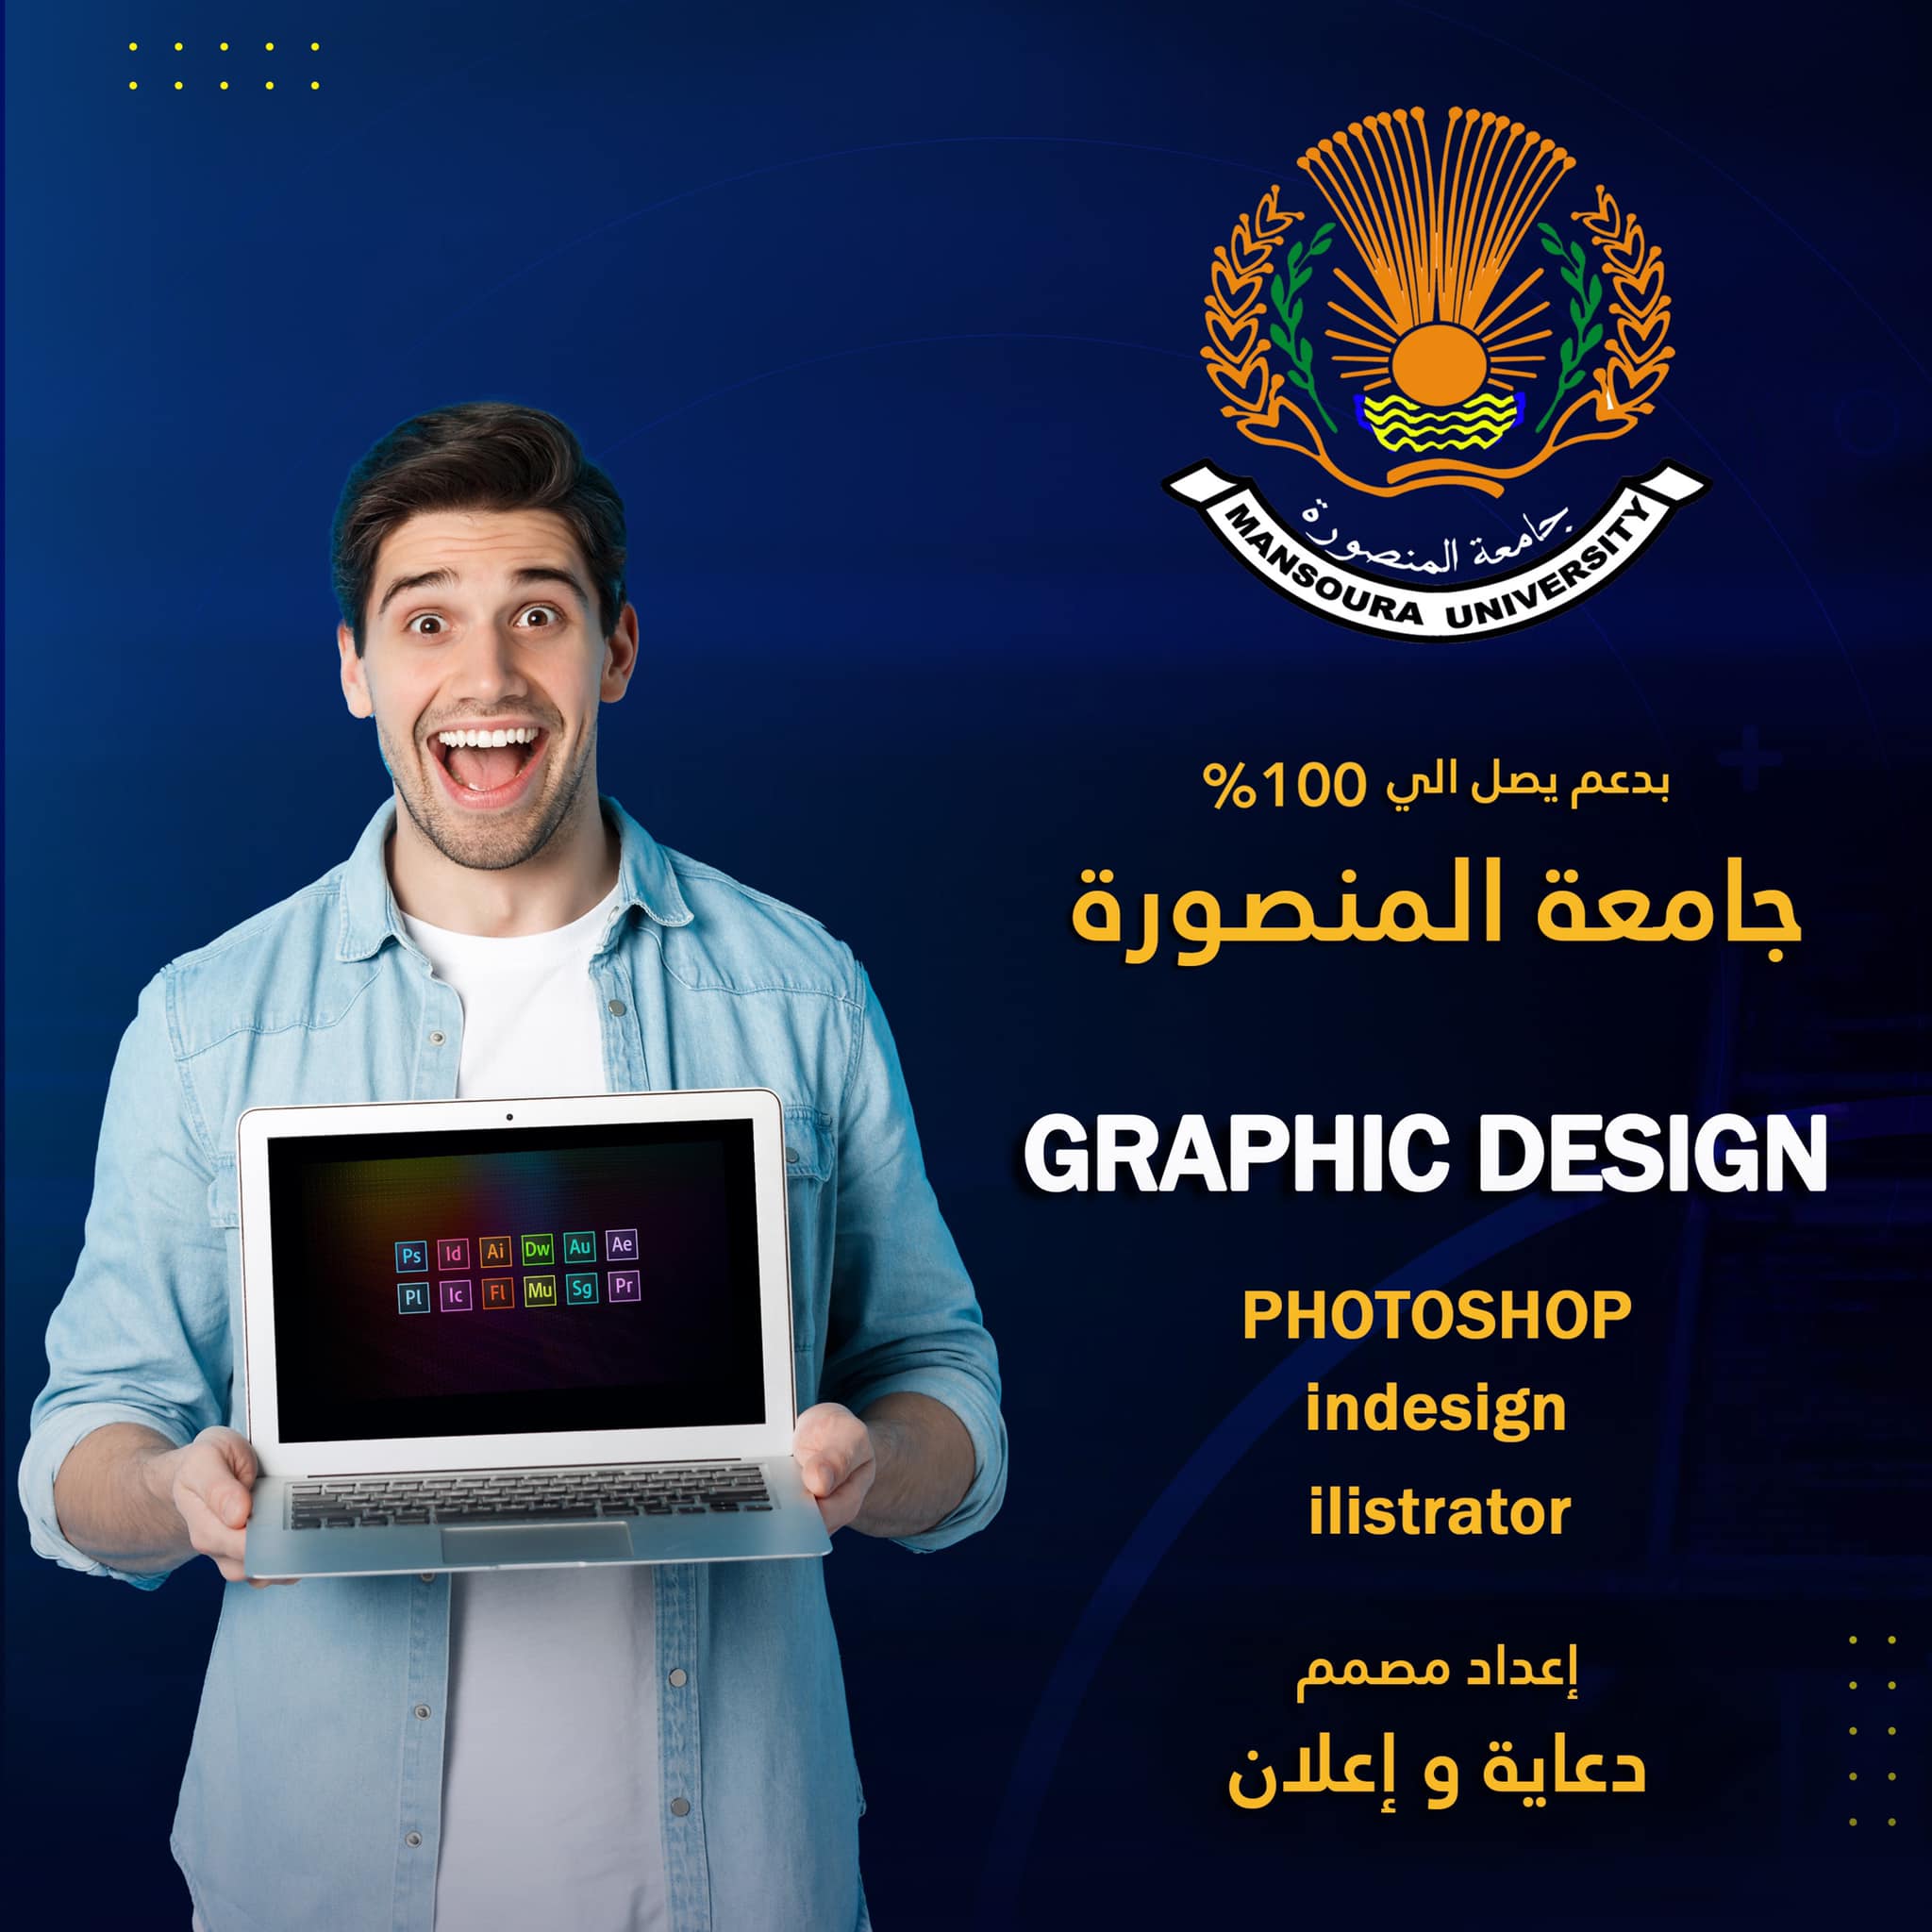 جامعة المنصورة
MANSOURA UNIVERSITY
بدعم يصل الي 100%
جامعة المنصورة
GRAPHIC DESIGN
PHOTOSHOP
indesign
ilistrator
إعداد مصمم
دعاية و إعلان
Ps Id Ai Dw Au Ae
Pl Ic Fl Mu Sg Pr